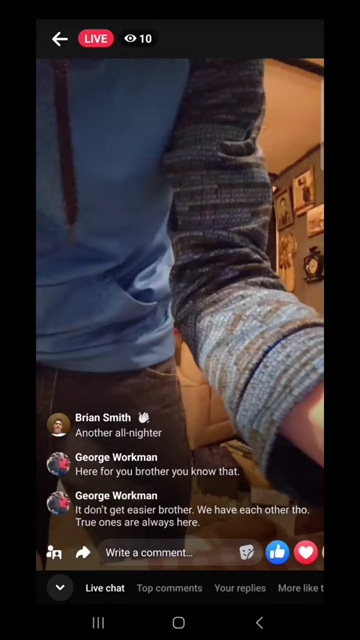 LIVE 10
Brian Smith
Another all-nighter
George Workman
Here for you brother you know that.
George Workman
It don't get easier brother. We have each other tho.
True ones are always here.
Write a comment...
Live chat Top comments Your replies More like t